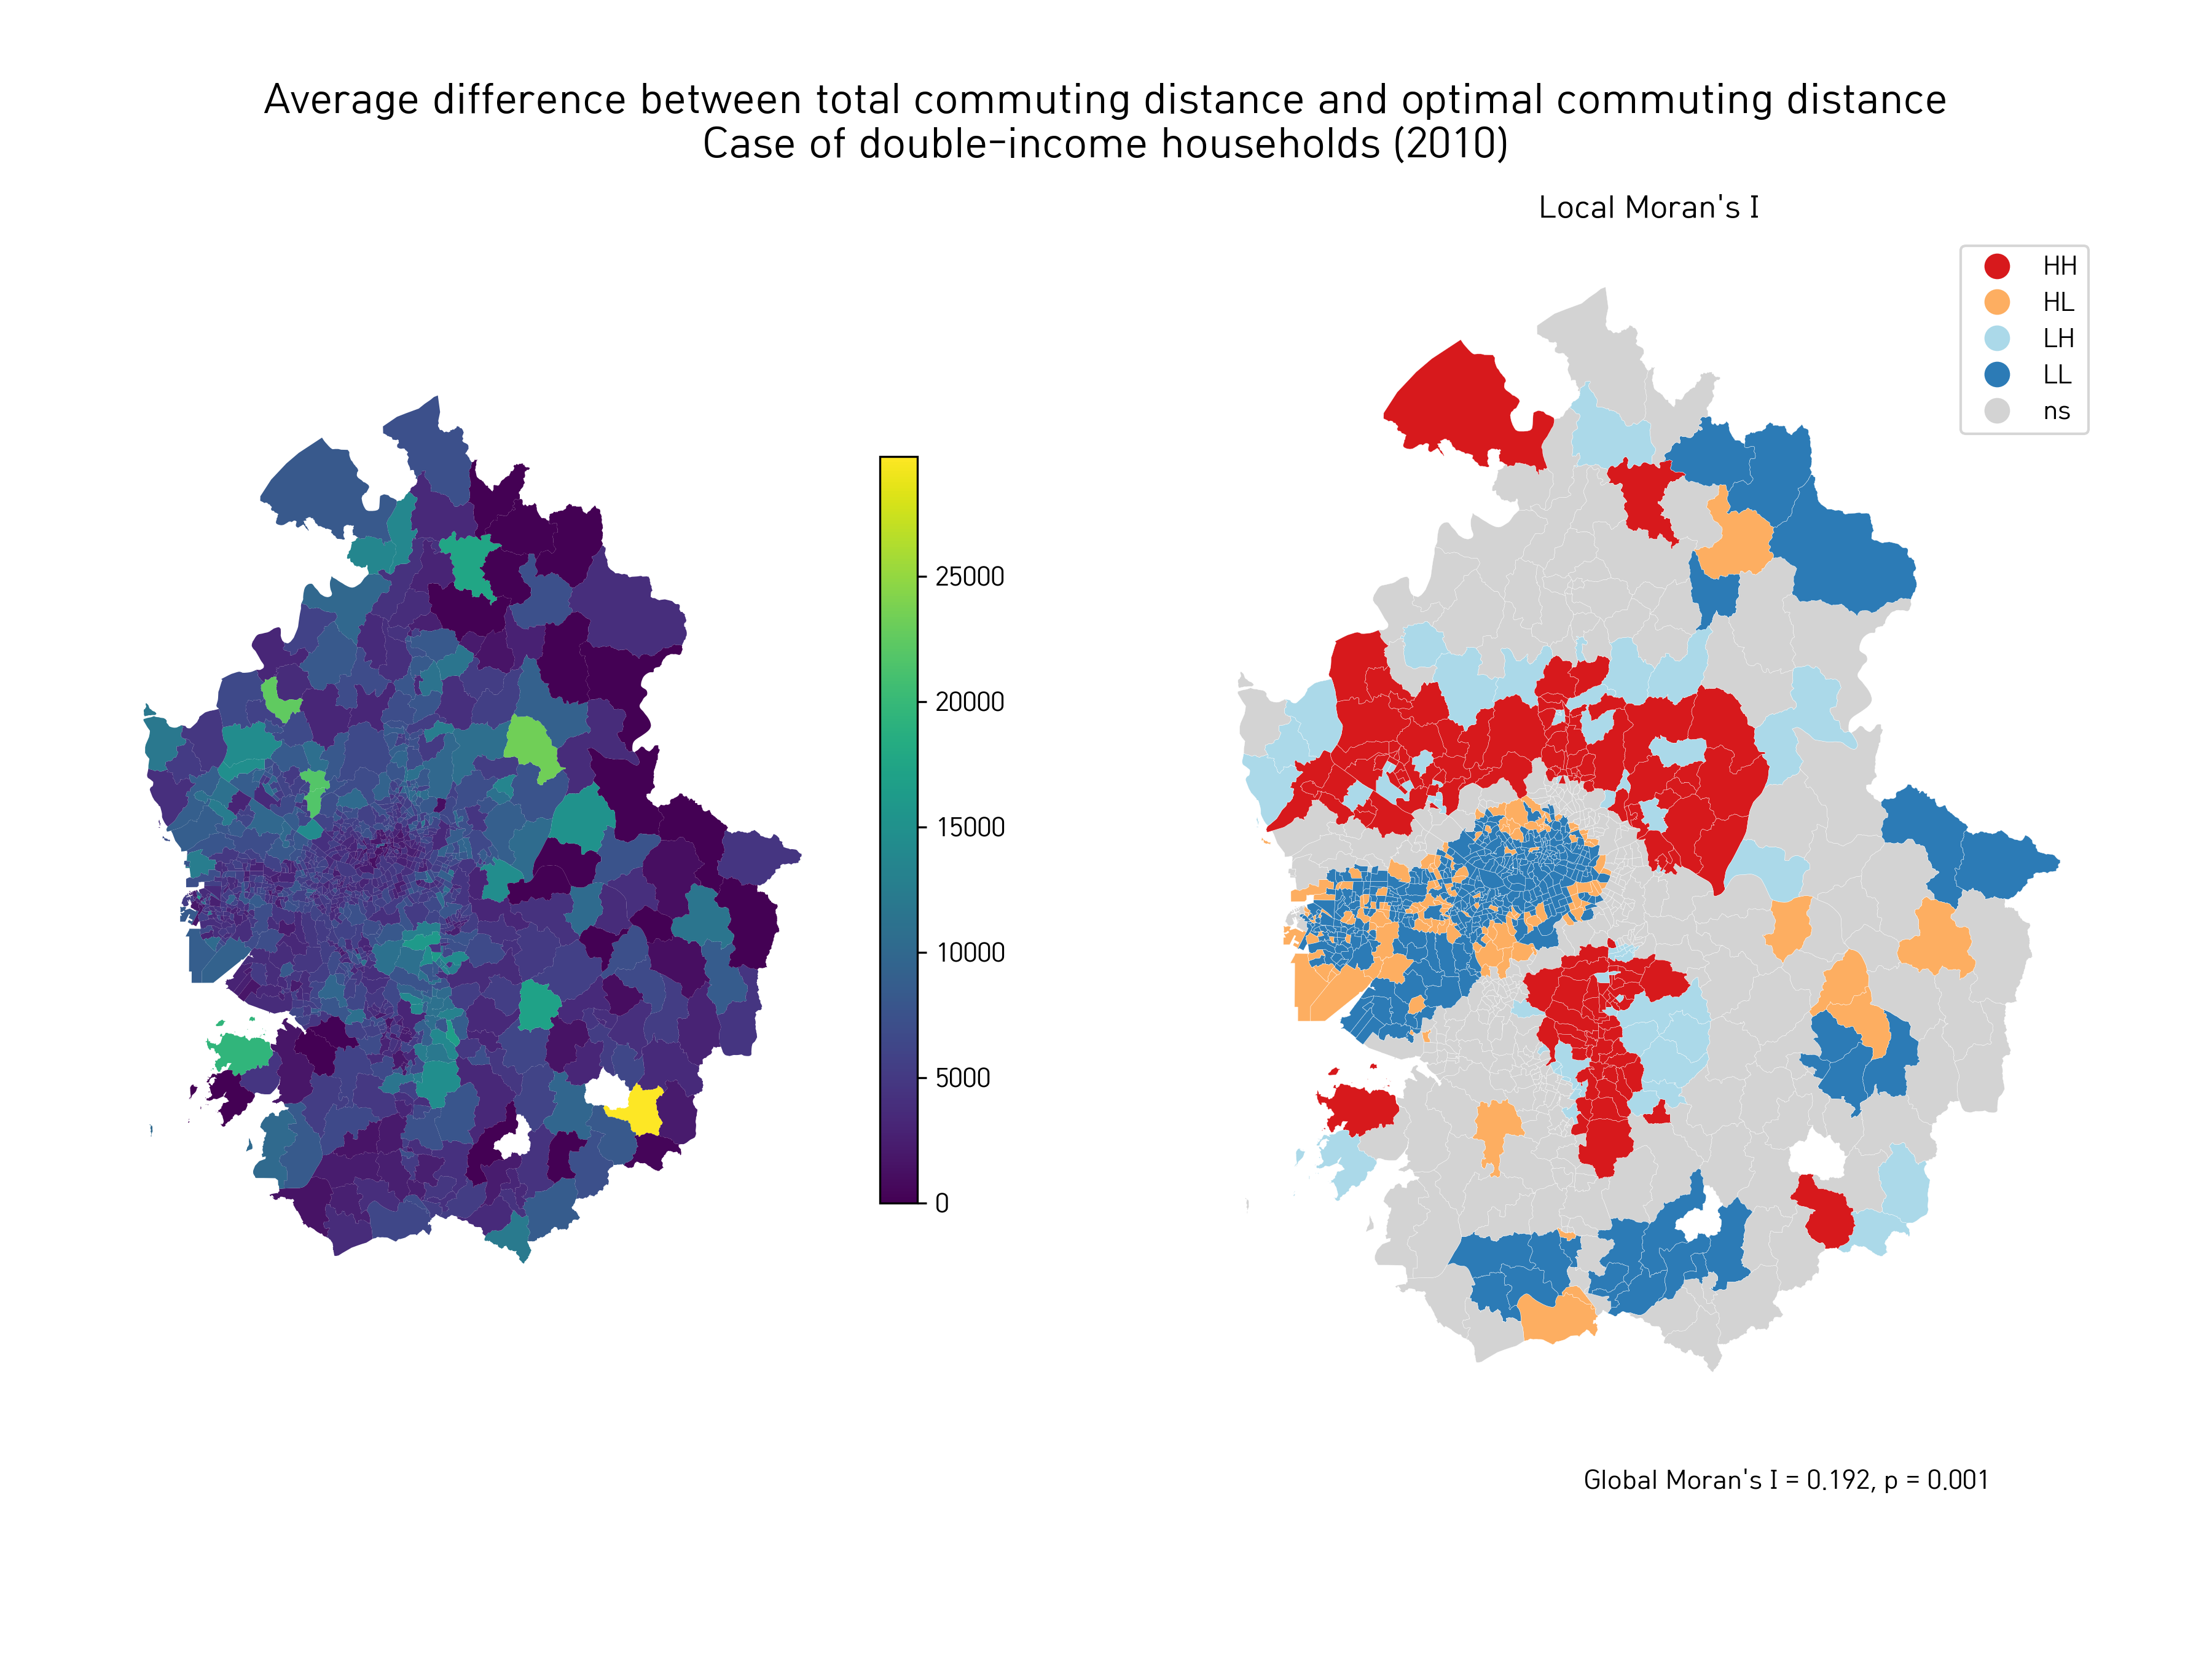 Average difference between total commuting distance and optimal commuting distance
Case of double-income households (2010)
Local Moran's I
HH
HL
LH
LL
ns
25000
20000
15000
10000
5000
0
Global Moran's I = 0.192, p = 0.001